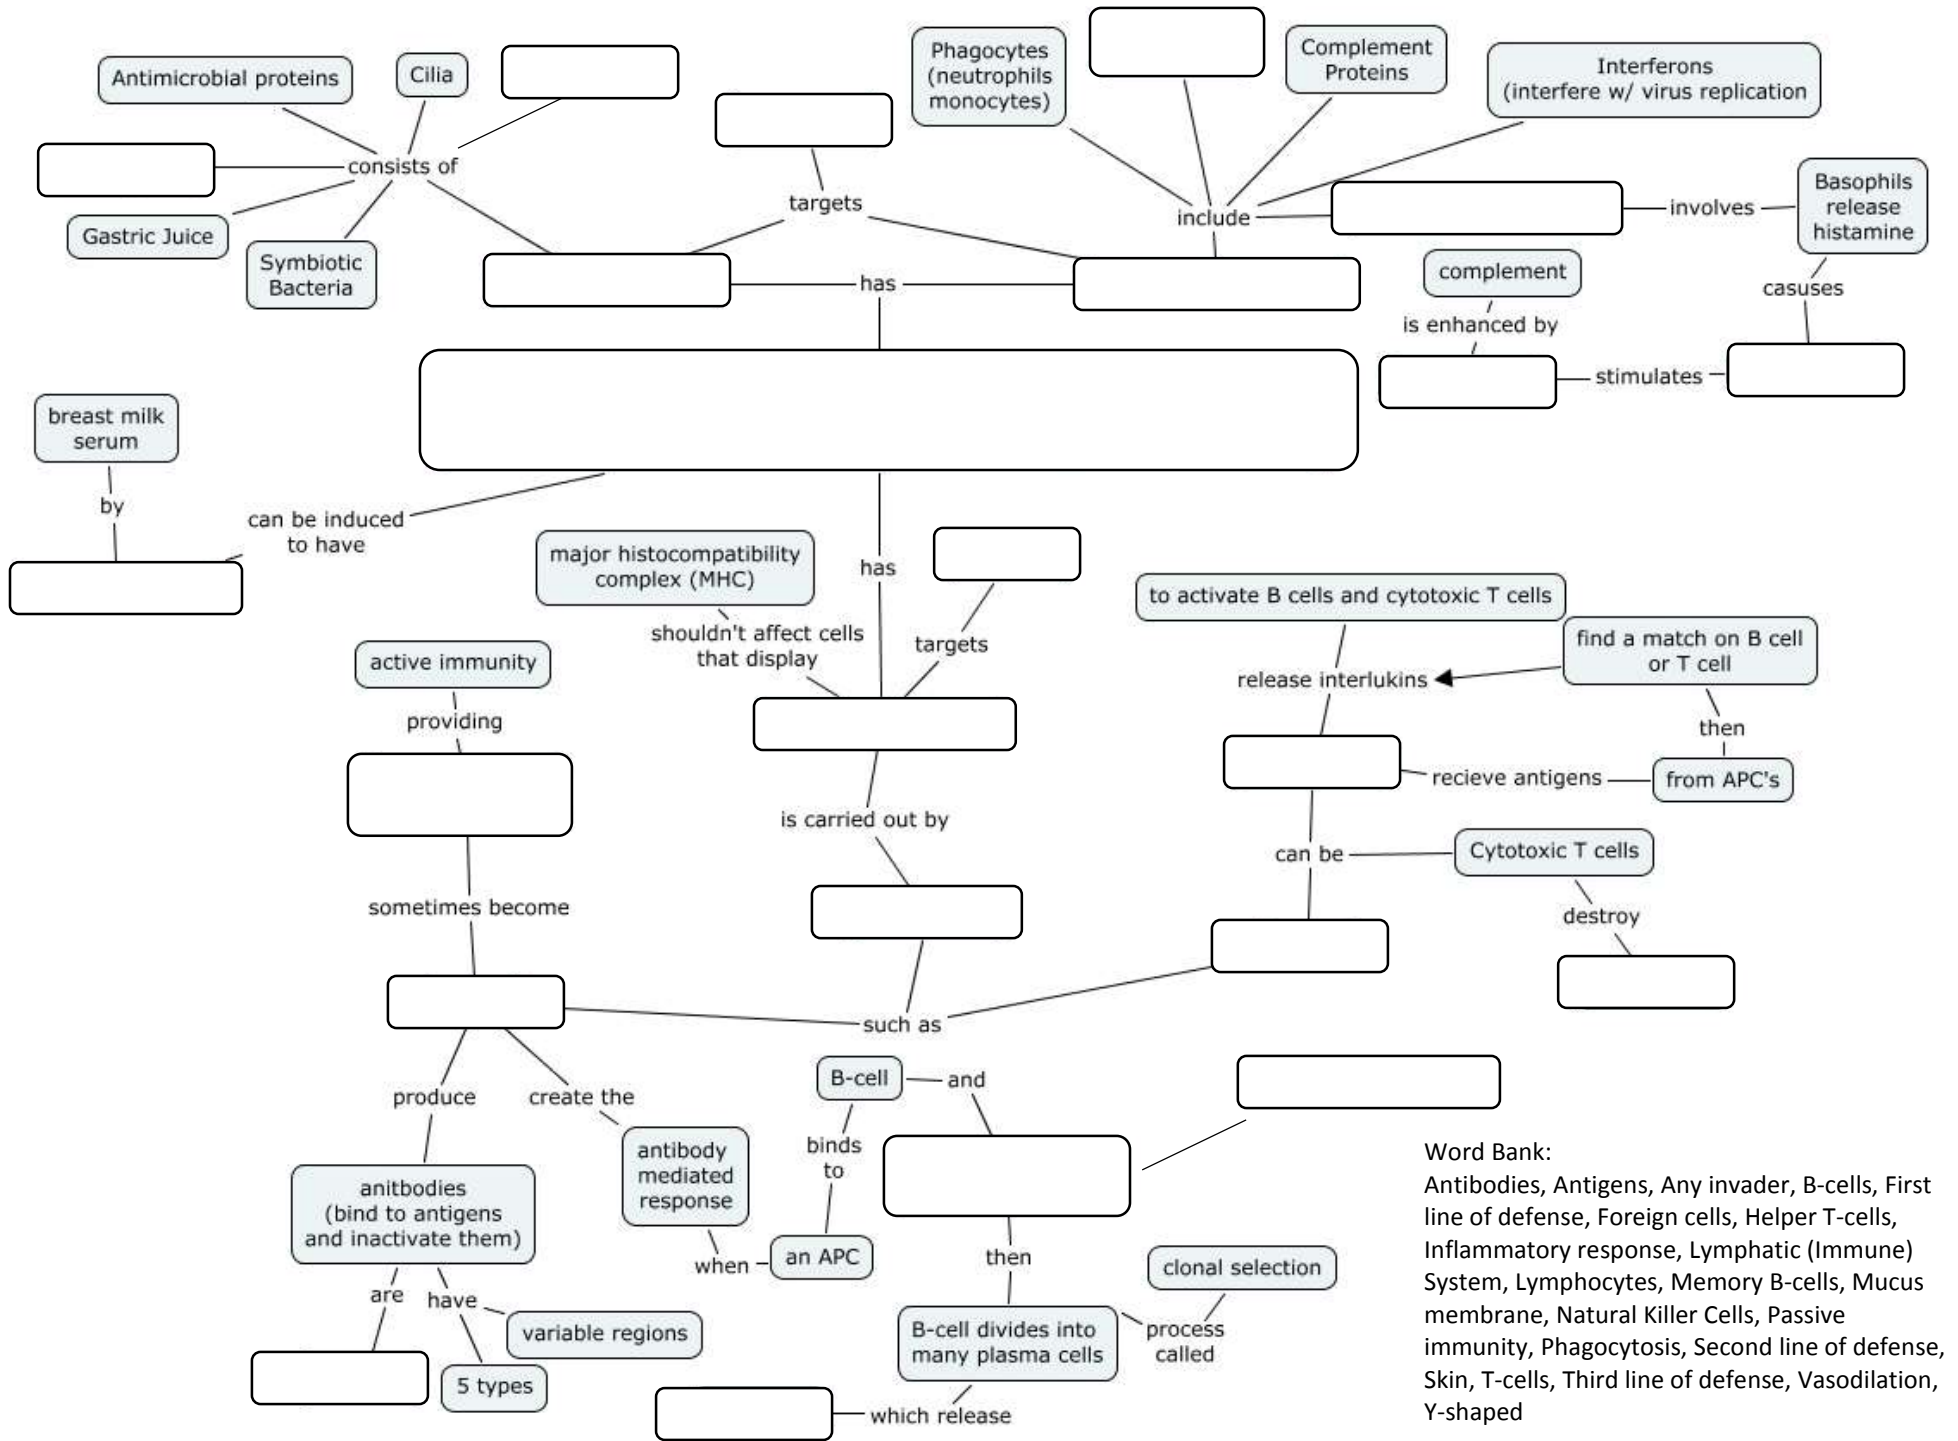 Antimicrobial proteins
Cilia
Phagocytes
(neutrophils
monocytes)
Complement
Proteins
Interferons
(interfere w/ virus replication
consists of
targets
include
involves
Basophils
release
histamine
Gastric Juice
Symbiotic
Bacteria
has
complement
casuses
is enhanced by
stimulates
breast milk
serum
by
can be induced
to have
major histocompatibility
complex (MHC)
has
to activate B cells and cytotoxic T cells
shouldn't affect cells
that display
targets
find a match on B cell
or T cell
active immunity
release interlukins
providing
then
recieve antigens
from APC's
is carried out by
can be
Cytotoxic T cells
sometimes become
destroy
such as
produce
create the
B-cell
and
antibody
mediated
response
binds
to
anitbodies
(bind to antigens
and inactivate them)
when
an APC
then
clonal selection
are
have
variable regions
B-cell divides into
many plasma cells
process
called
5 types
which release
Word Bank:
Antibodies, Antigens, Any invader, B-cells, First
line of defense, Foreign cells, Helper T-cells,
Inflammatory response, Lymphatic (Immune)
System, Lymphocytes, Memory B-cells, Mucus
membrane, Natural Killer Cells, Passive
immunity, Phagocytosis, Second line of defense,
Skin, T-cells, Third line of defense, Vasodilation,
Y-shaped